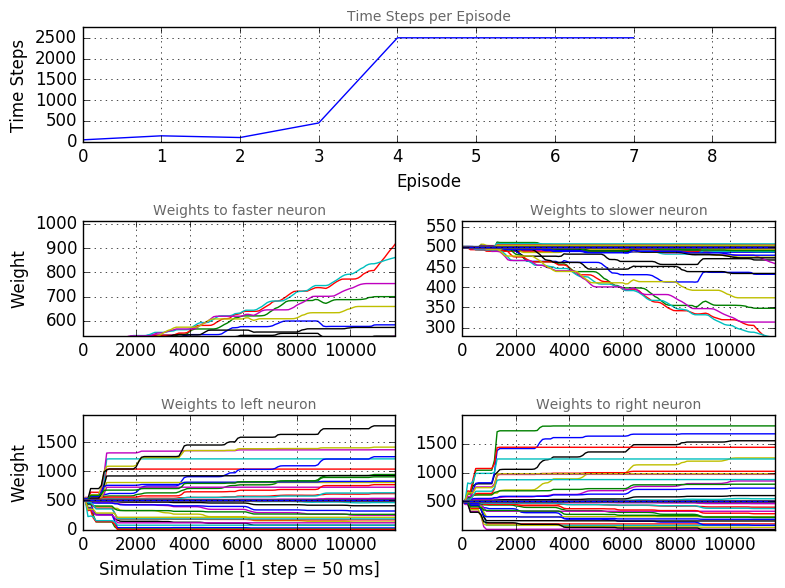 Time Steps per Episode
Time Steps
2500
2000
1500
1000
500
0
0 1 2 3 4 5 6 7 8
Episode
Weights to faster neuron
Weight
1000
900
800
700
600
0 2000 4000 6000 8000 10000
Weights to slower neuron
550
500
450
400
350
300
0 2000 4000 6000 8000 10000
Weights to left neuron
Weight
1500
1000
500
0
0 2000 4000 6000 8000 10000
Simulation Time [1 step = 50 ms]
Weights to right neuron
1500
1000
500
0 2000 4000 6000 8000 10000